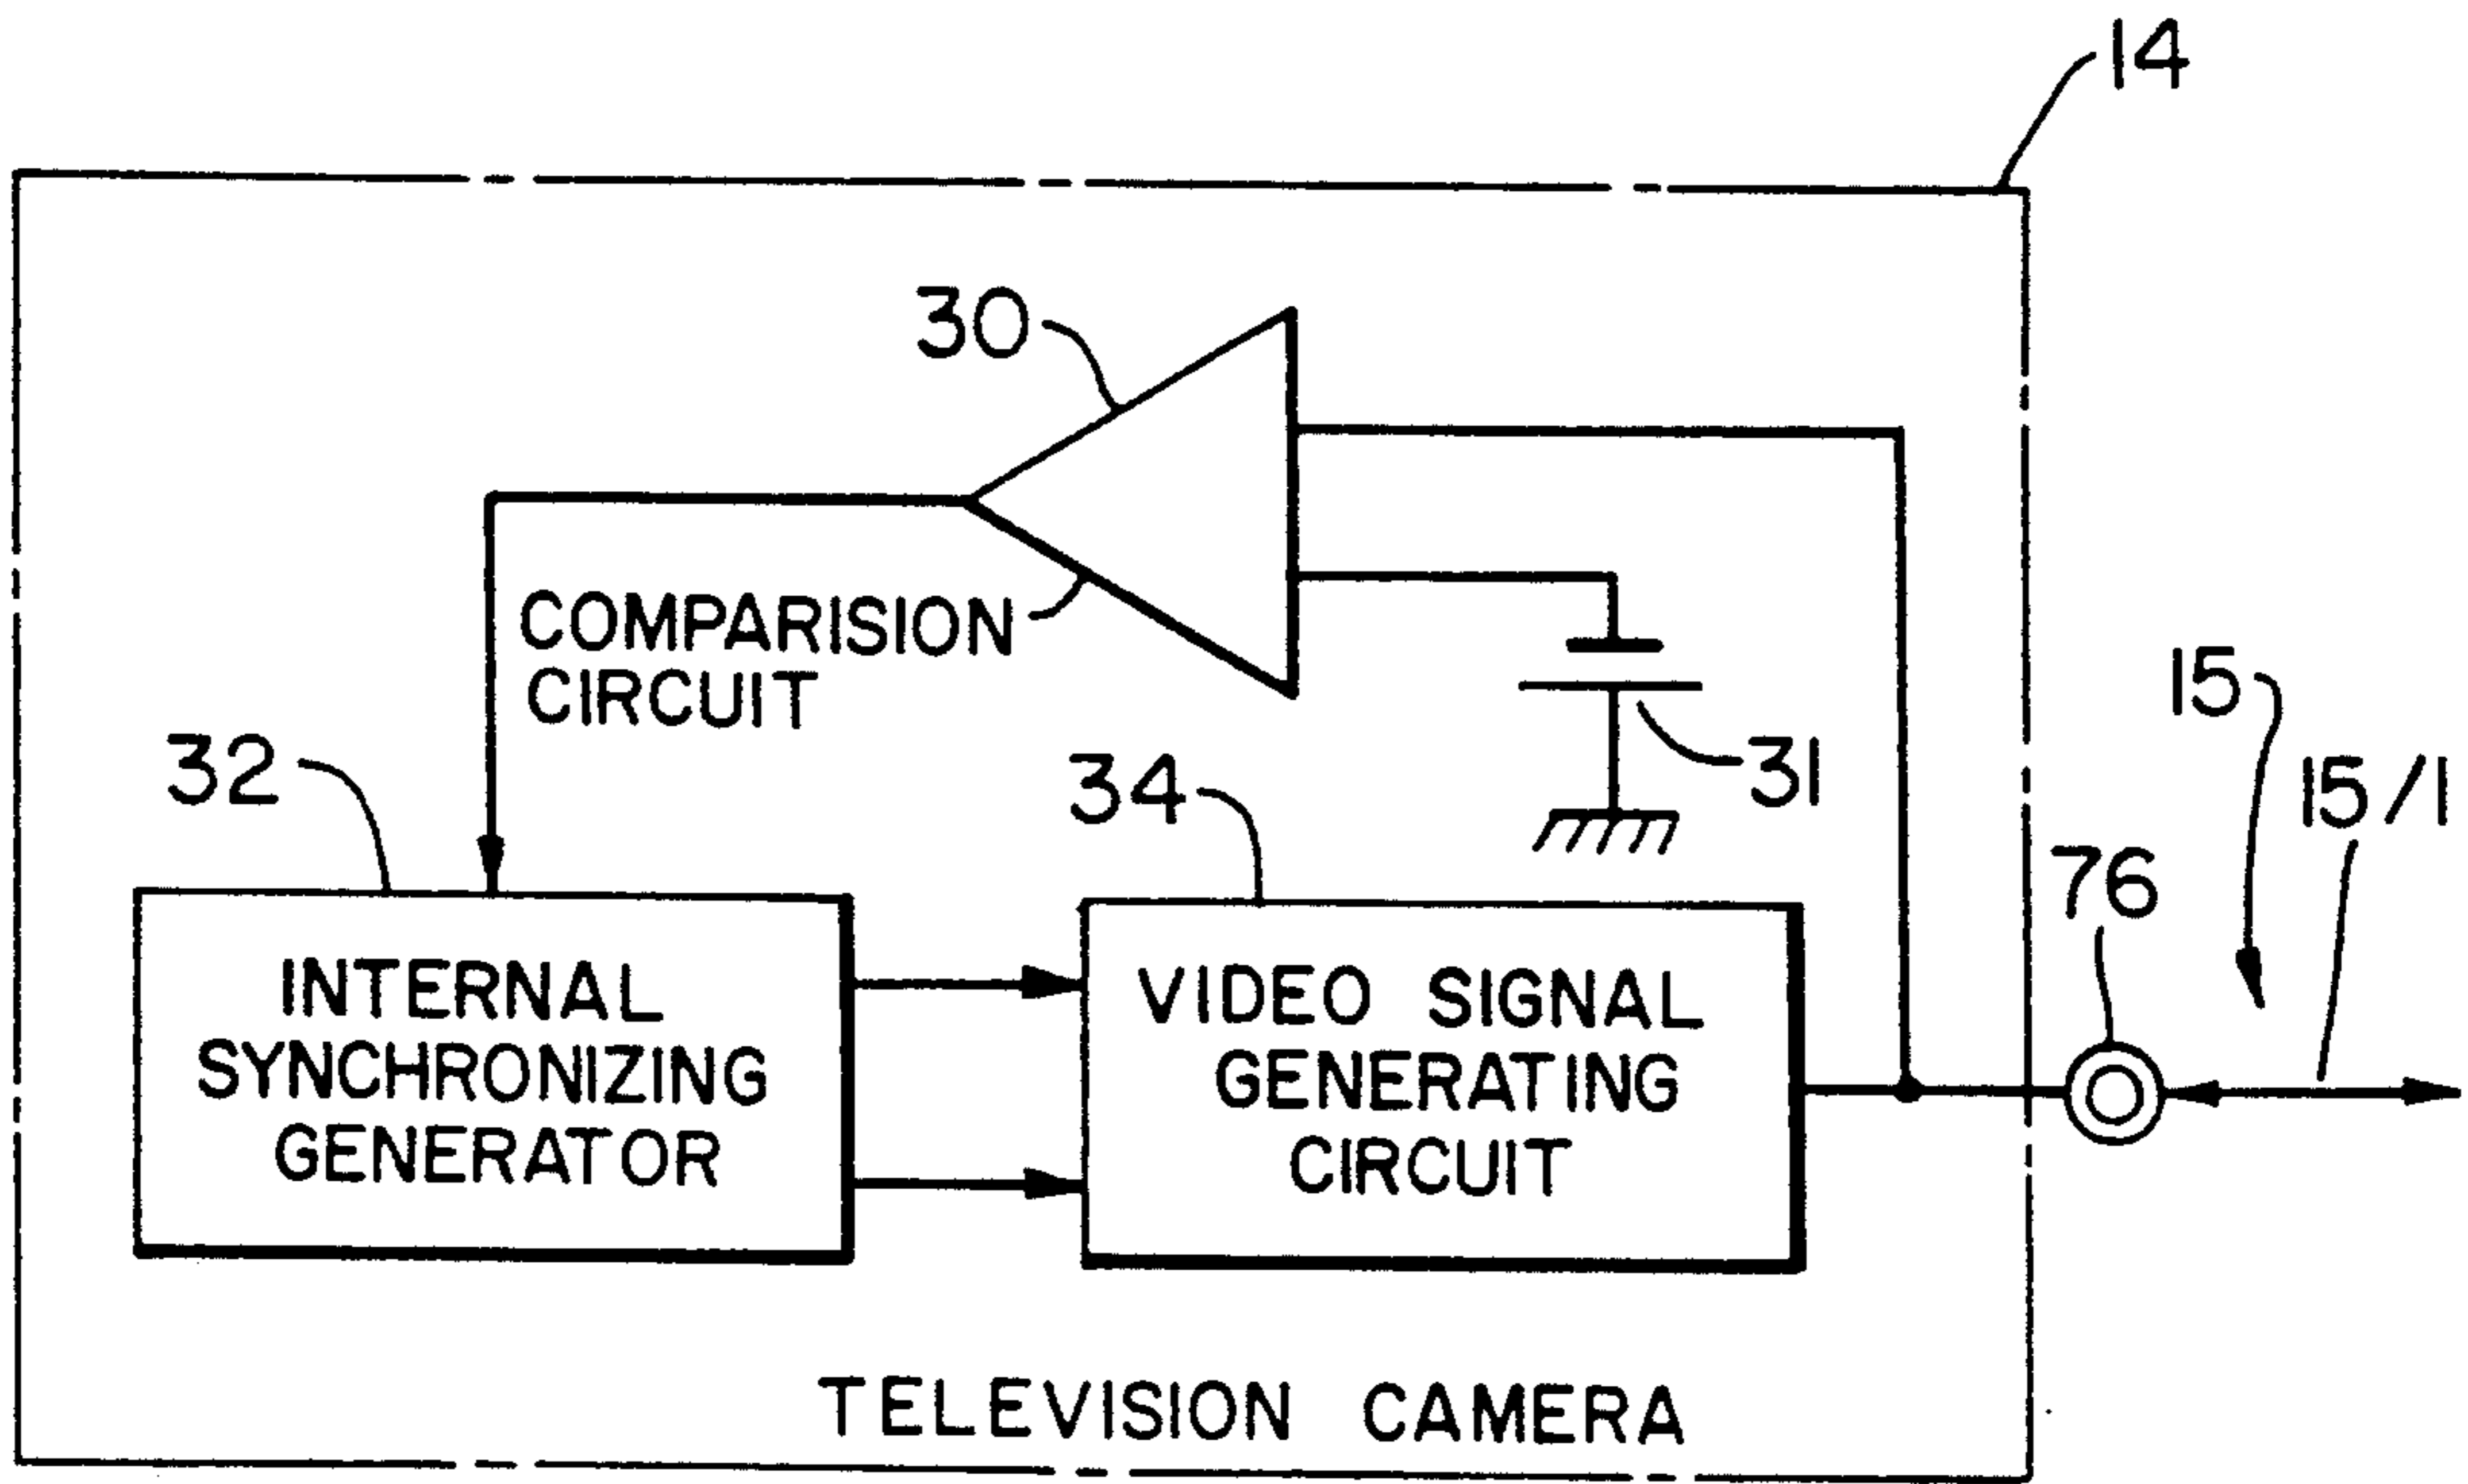 14
30
COMPARISION
CIRCUIT
15
32
34
31
15/1
76
INTERNAL
SYNCHRONIZING
GENERATOR
VIDEO SIGNAL
GENERATING
CIRCUIT
TELEVISION CAMERA